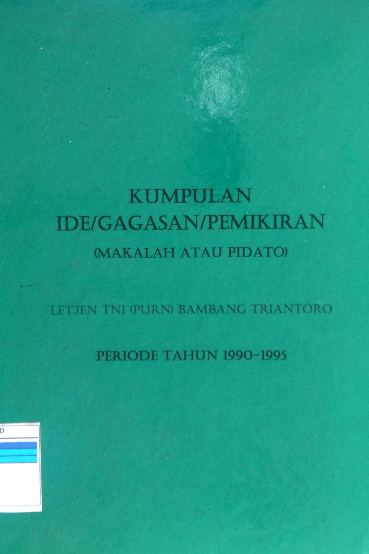 KUMPULAN
IDE/GAGASAN/PEMIKIRAN
(MAKALAH ATAU PIDATO)
LETJEN TNI (PURN) BAMBANG TRIANTORO
PERIODE TAHUN 1990-1995